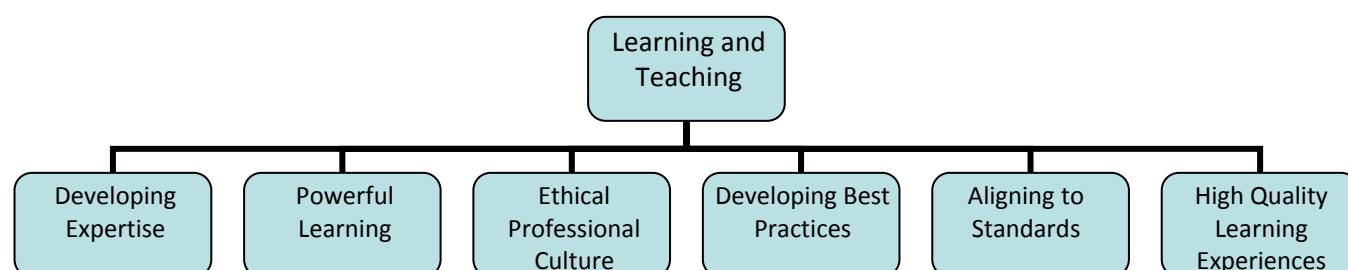 Learning and
Teaching
Developing
Expertise
Powerful
Learning
Ethical
Professional
Culture
Developing Best
Practices
Aligning to
Standards
High Quality
Learning
Experiences